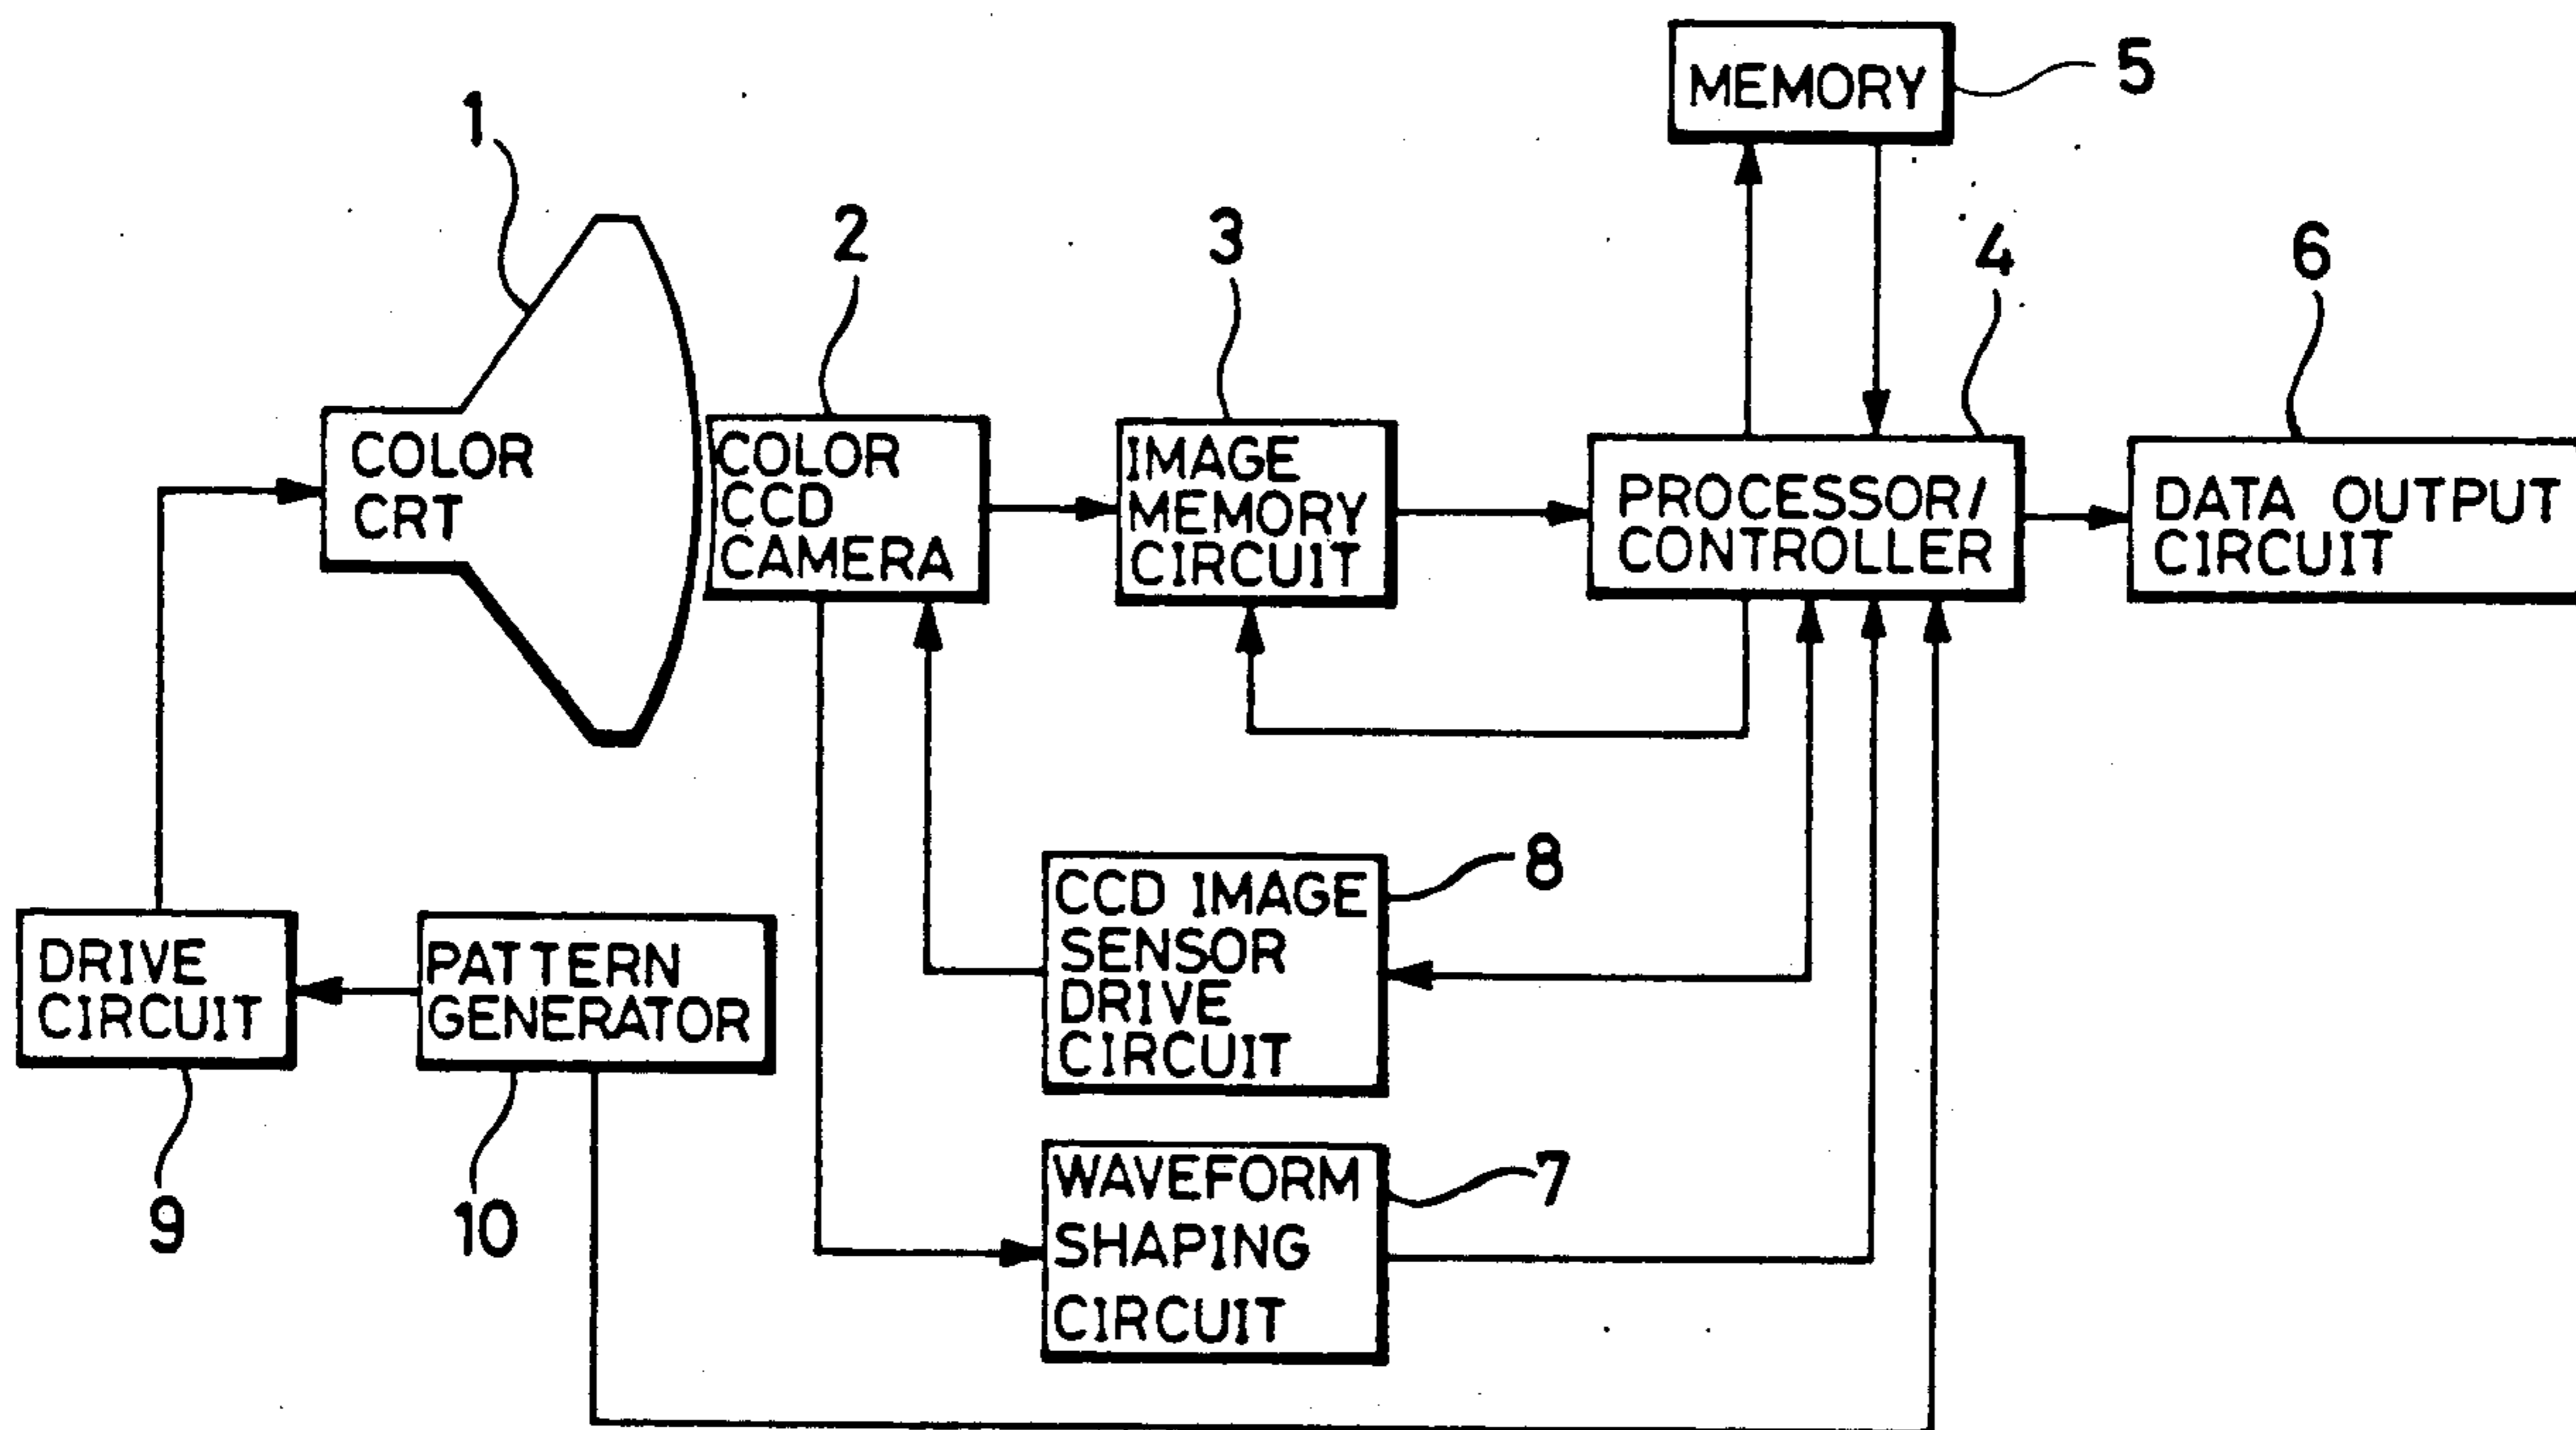 MEMORY
5
1
2
3
4
6
COLOR
CRT
COLOR
CCD
CAMERA
IMAGE
MEMORY
CIRCUIT
PROCESSOR/
CONTROLLER
DATA OUTPUT
CIRCUIT
CCD IMAGE
SENSOR
DRIVE
CIRCUIT
8
DRIVE
CIRCUIT
PATTERN
GENERATOR
9
10
WAVEFORM
SHAPING
CIRCUIT
7